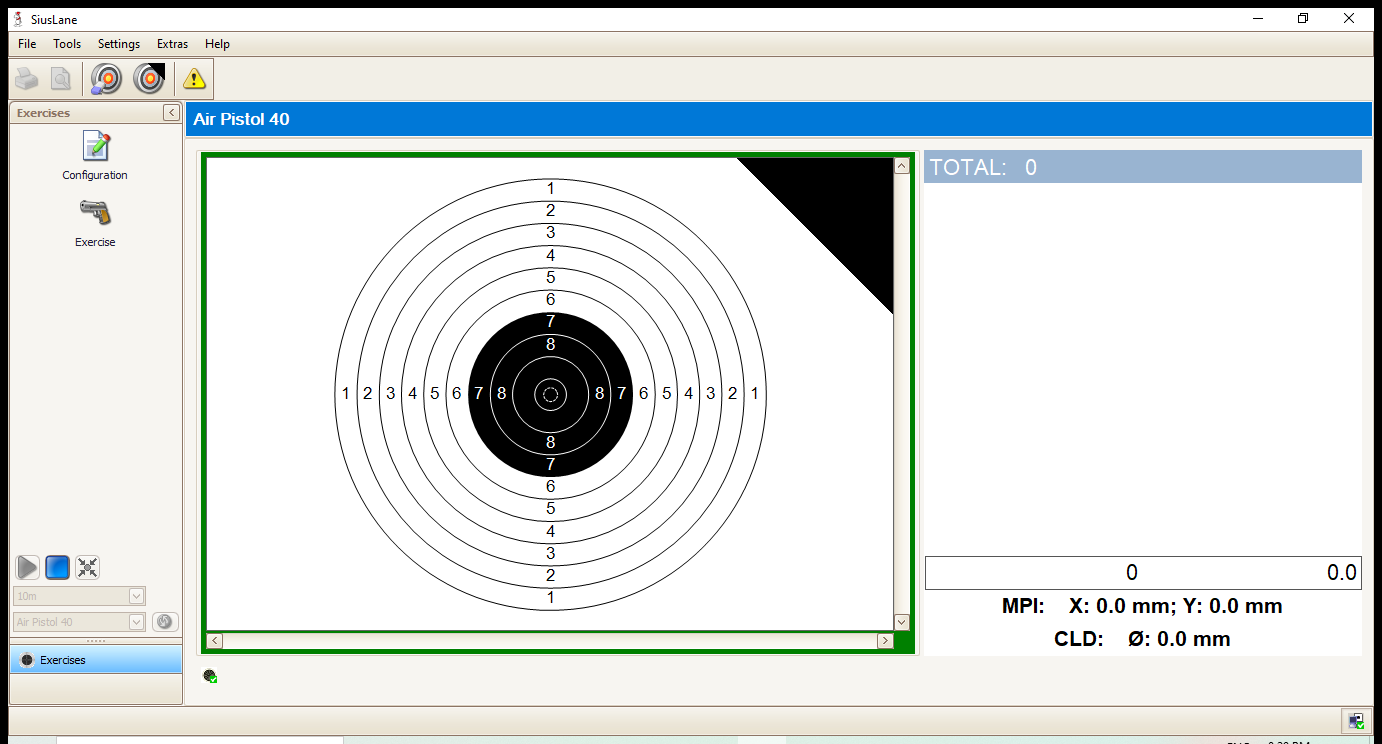 SiusLane
File Tools Settings Extras Help
Exercises
Configuration
Exercise
10m
Air Pistol 40
Exercises
Air Pistol 40
1
2
3
4
5
6
7
8
1 2 3 4 5 6 7 8 8 7 6 5 4 3 2 1
8
7
6
5
4
3
2
1
TOTAL: 0
0 0.0
MPI: X: 0.0 mm; Y: 0.0 mm
CLD: Ø: 0.0 mm